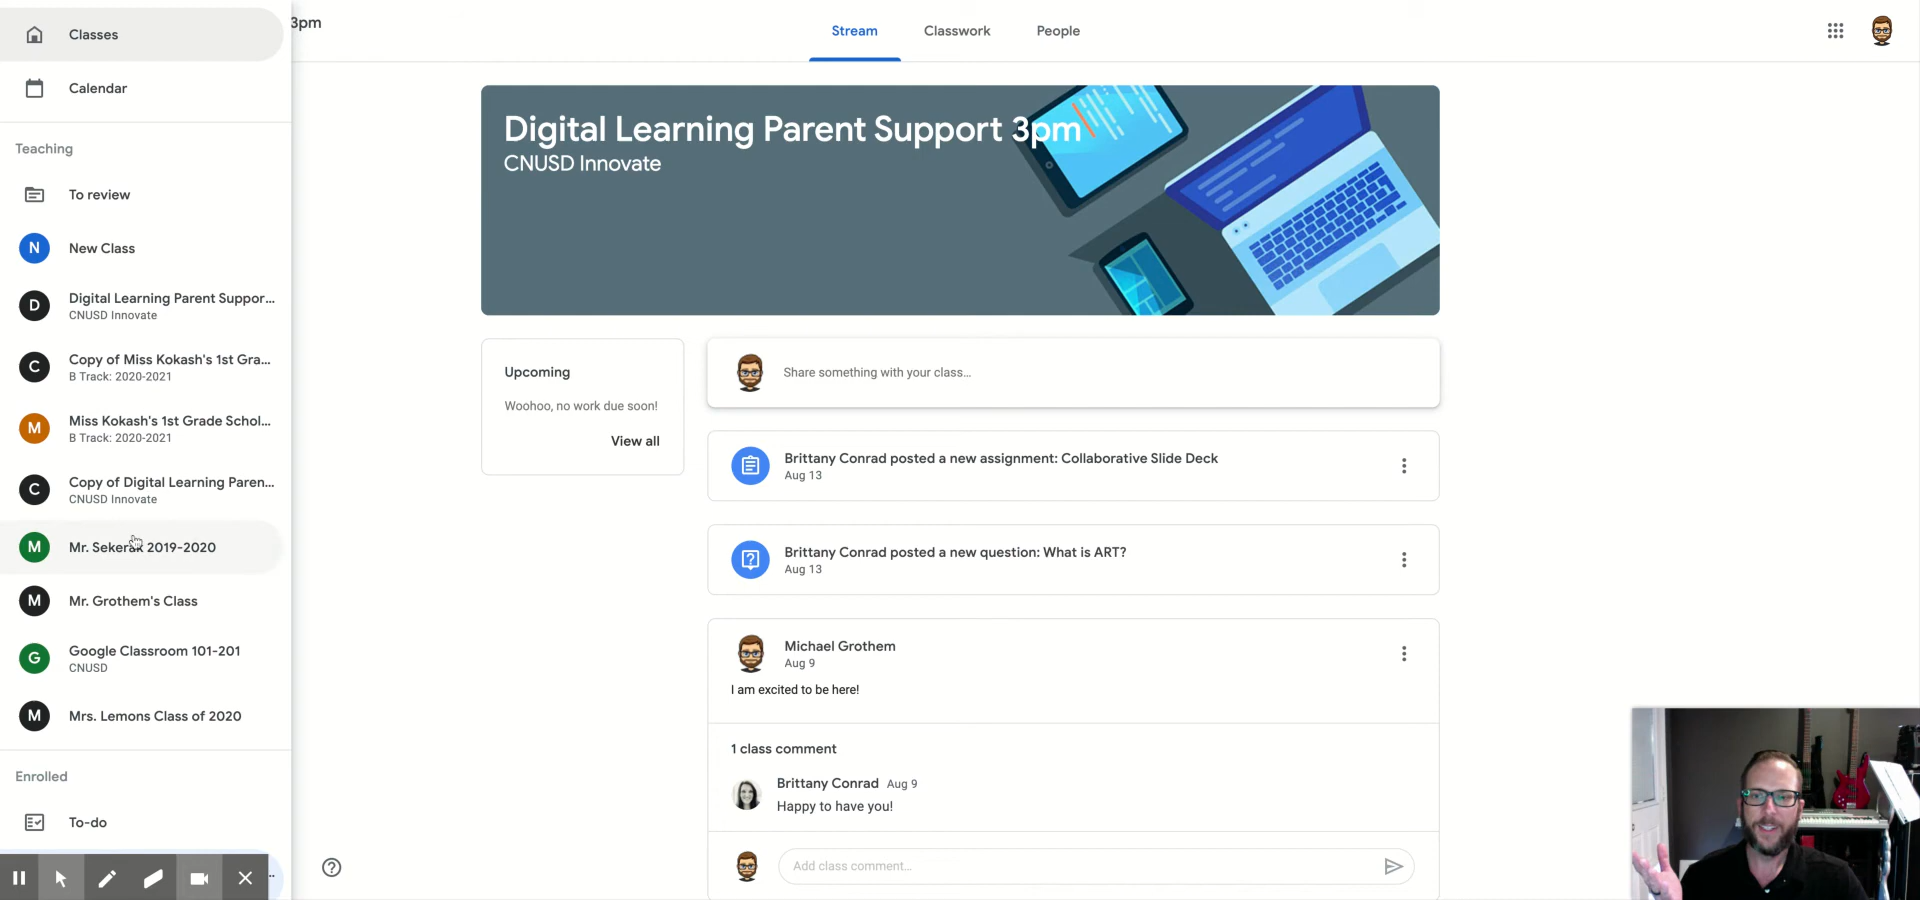 Classes
3pm
Stream
Classwork
People
Calendar
Teaching
To review
N
New Class
D
Digital Learning Parent Suppor...
CNUSD Innovate
C
Copy of Miss Kokash's 1st Gra...
B Track: 2020-2021
M
Miss Kokash's 1st Grade Schol...
B Track: 2020-2021
C
Copy of Digital Learning Paren...
CNUSD Innovate
M
Mr. Sekerak 2019-2020
M
Mr. Grothem's Class
G
Google Classroom 101-201
CNUSD
M
Mrs. Lemons Class of 2020
Enrolled
To-do
Digital Learning Parent Support 3pm
CNUSD Innovate
Upcoming
Woohoo, no work due soon!
View all
Share something with your class...
Brittany Conrad posted a new assignment: Collaborative Slide Deck
Aug 13
Brittany Conrad posted a new question: What is ART?
Aug 13
Michael Grothem
Aug 9
I am excited to be here!
1 class comment
Brittany Conrad Aug 9
Happy to have you!
Add class comment...